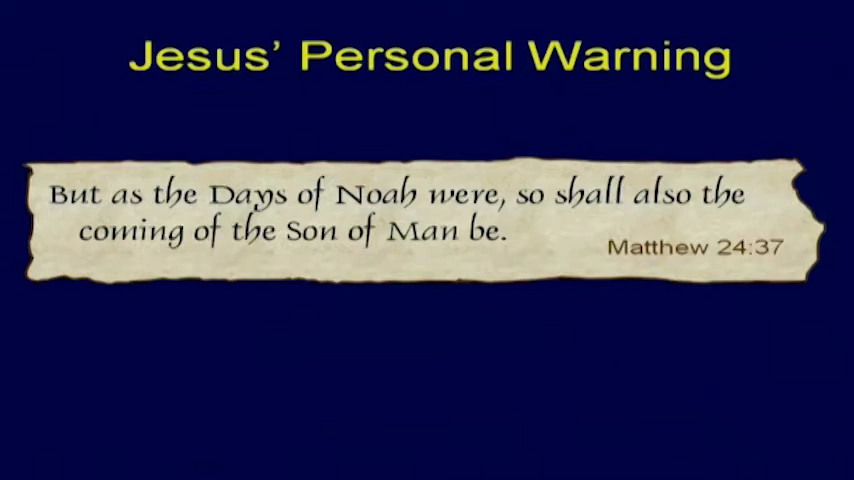 Jesus’ Personal Warning
But as the Days of Noah were, so shall also the
coming of the Son of Man be.
Matthew 24:37